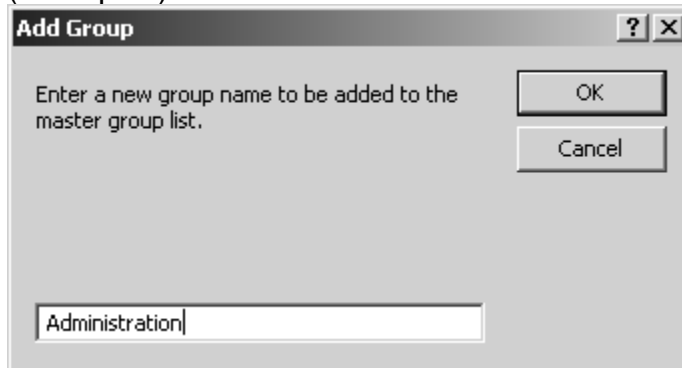 Add Group
Enter a new group name to be added to the
master group list.
OK
Cancel
Administration